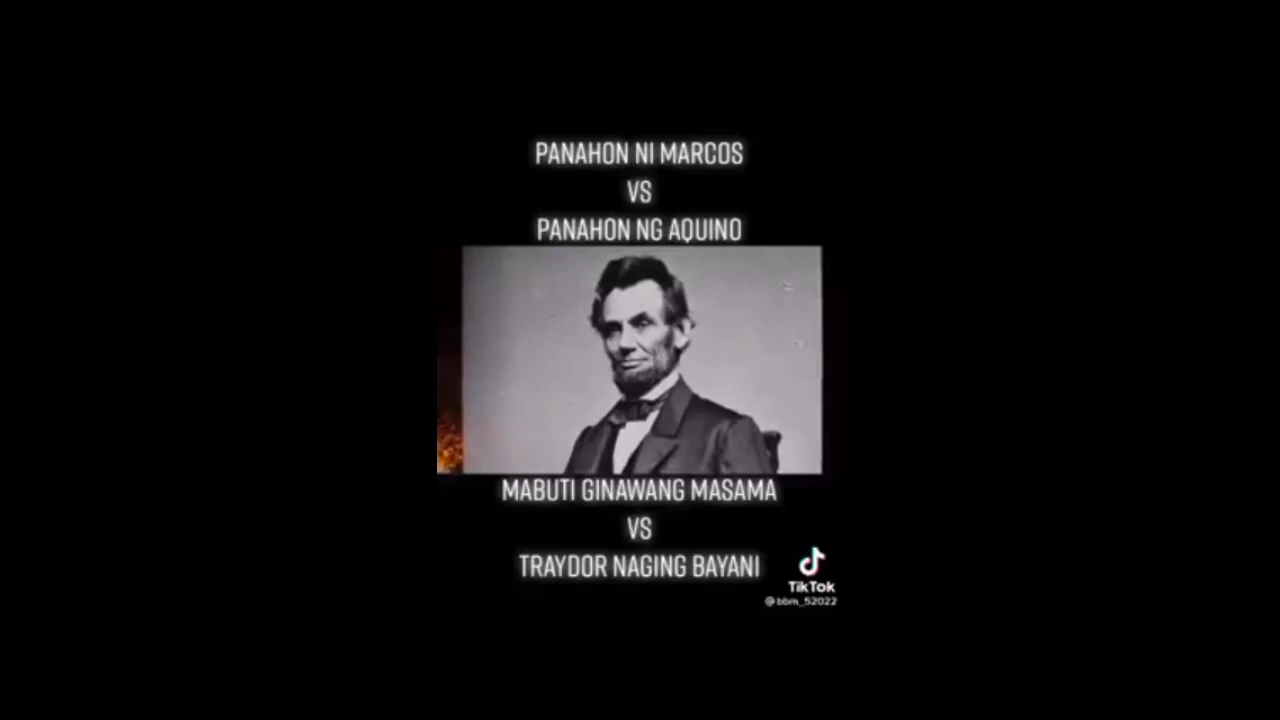 PANAHON NI MARCOS
VS
PANAHON NG AQUINO
MABUTI GINAWANG MASAMA
VS
TRAYDOR NAGING BAYANI
TikTok
@bbm_52022